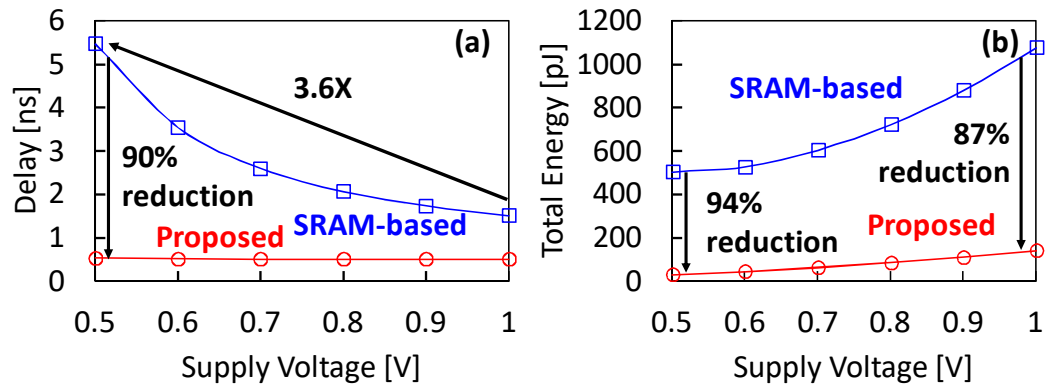 (a)
Delay [ns]
6
5
4
3
2
1
0
3.6X
90%
reduction
Proposed
SRAM-based
0.5 0.6 0.7 0.8 0.9 1
Supply Voltage [V]
(b)
Total Energy [pJ]
1200
1000
800
600
400
200
0
SRAM-based
87%
reduction
94%
reduction
Proposed
0.5 0.6 0.7 0.8 0.9 1
Supply Voltage [V]